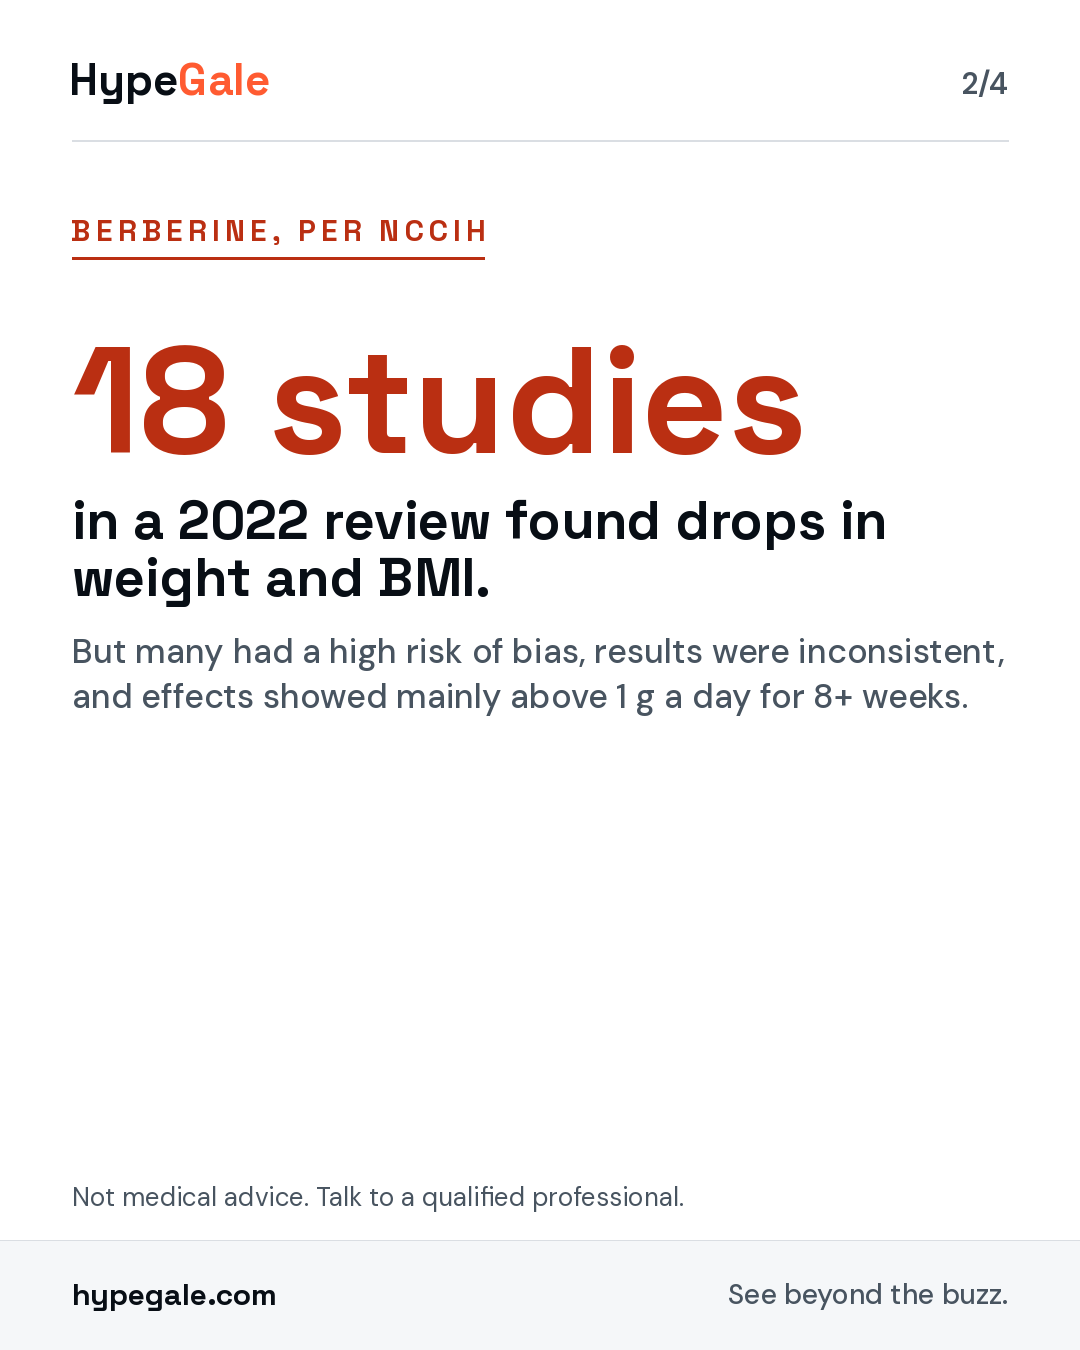 HypeGale
2/4
BERBERINE, PER NCCIH
18 studies
in a 2022 review found drops in
weight and BMI.
But many had a high risk of bias, results were inconsistent,
and effects showed mainly above 1 g a day for 8+ weeks.
Not medical advice. Talk to a qualified professional.
hypegale.com
See beyond the buzz.